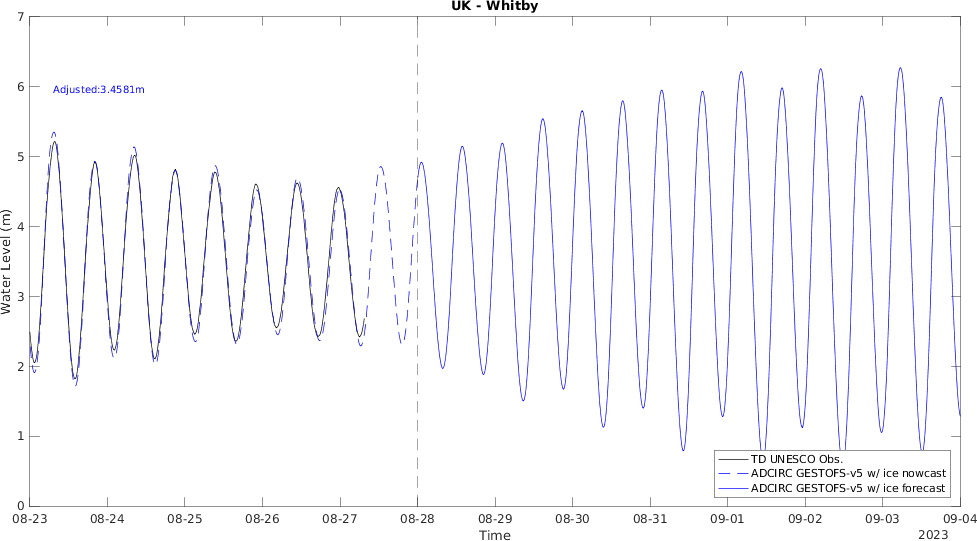 UK - Whitby
7
6
5
4
3
2
1
0
Water Level (m)
Adjusted:3.4581m
TD UNESCO Obs.
ADCIRC GESTOFS-v5 w/ ice nowcast
ADCIRC GESTOFS-v5 w/ ice forecast
08-23 08-24 08-25 08-26 08-27 08-28 08-29 08-30 08-31 09-01 09-02 09-03 09-04
Time
2023